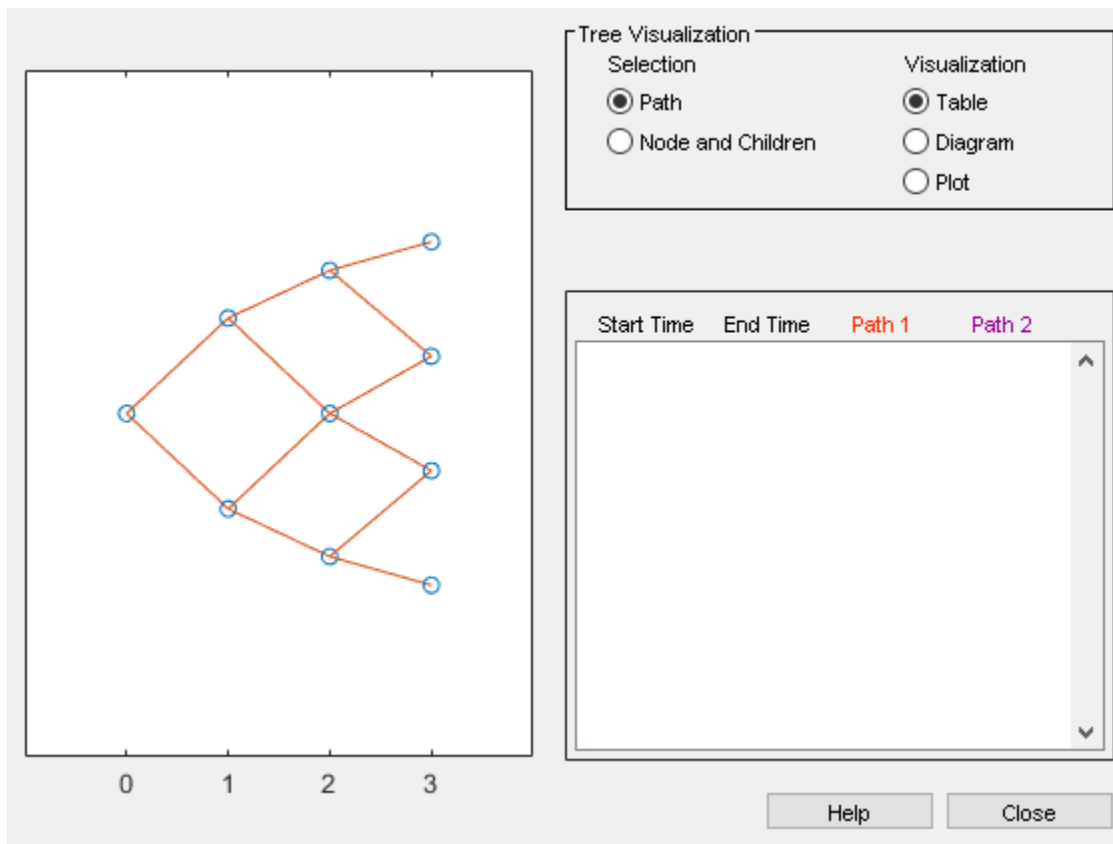 Tree Visualization
Selection Visualization
Path Table
Node and Children Diagram
Plot
Start Time End Time Path 1 Path 2
0 1 2 3
Help Close